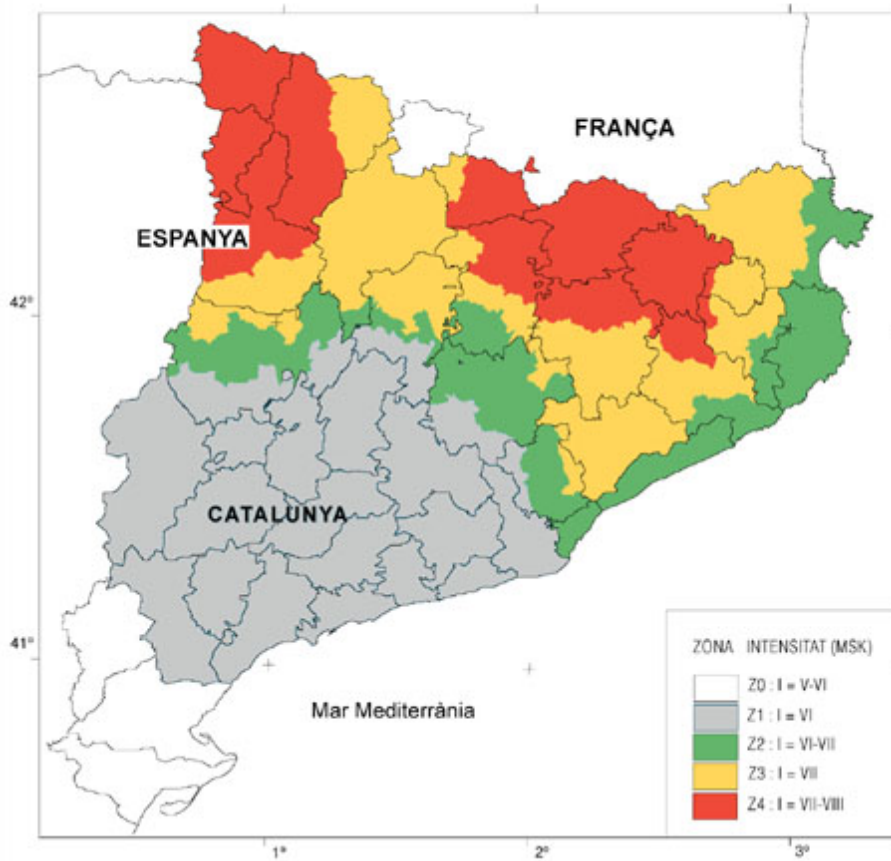 FRANÇA
ESPANYA
42°
CATALUNYA
41°
Mar Mediterrània
ZONA INTENSITAT (MSK)
Z0 : I = V-VI
Z1 : I = VI
Z2 : I = VI-VII
Z3 : I = VII
Z4 : I = VII-VIII
1° 2° 3°